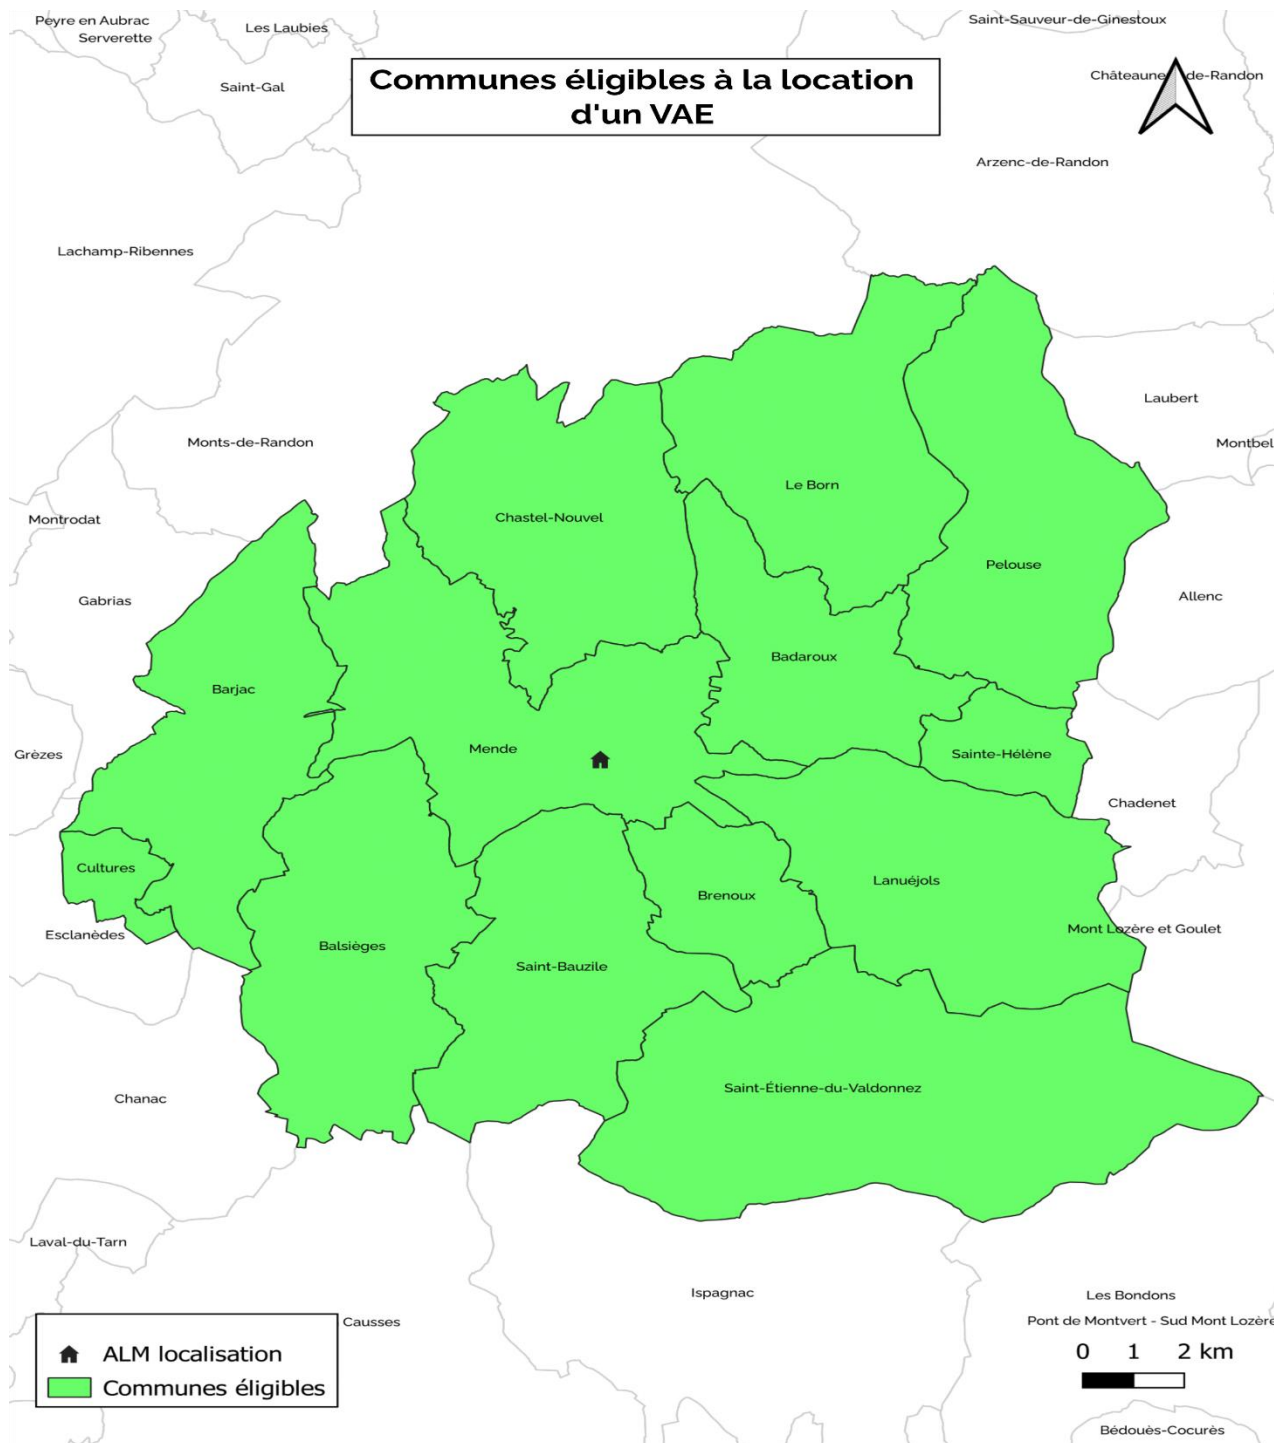 Peyre en Aubrac
Serverette
Les Laubies
Saint-Sauveur-de-Ginestoux
Saint-Gal
Communes éligibles à la location
d'un VAE
Arzenc-de-Randon
Lachamp-Ribennes
Laubert
Monts-de-Randon
Montbel
Le Born
Chastel-Nouvel
Montrodat
Pelouse
Gabrias
Allenc
Badaroux
Barjac
Mende
Grèzes
Sainte-Hélène
Chadenet
Cultures
Lanuéjols
Brenoux
Esclanèdes
Mont Lozère et Goulet
Balsièges
Saint-Bauzile
Saint-Étienne-du-Valdonnez
Chanac
Laval-du-Tarn
Ispagnac
Les Bondons
Causses
Pont de Montvert - Sud Mont Lozère
ALM localisation
Communes éligibles
0 1 2 km
Bédouès-Cocurès